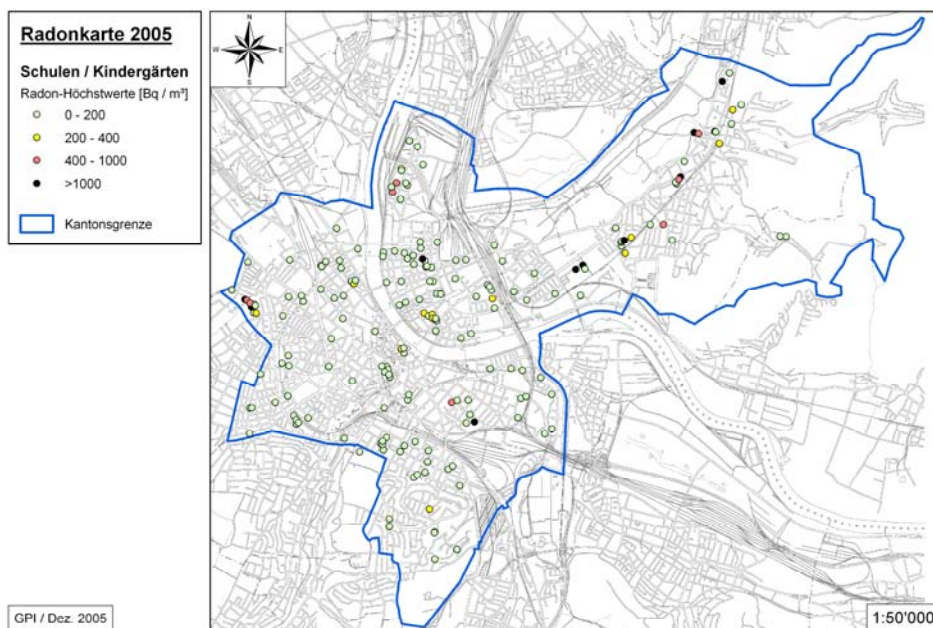 Radonkarte 2005
Schulen / Kindergärten
Radon-Höchstwerte [Bq / m³]
0 - 200
200 - 400
400 - 1000
>1000
Kantonsgrenze
N
W
E
S
GPI / Dez. 2005
1:50'000